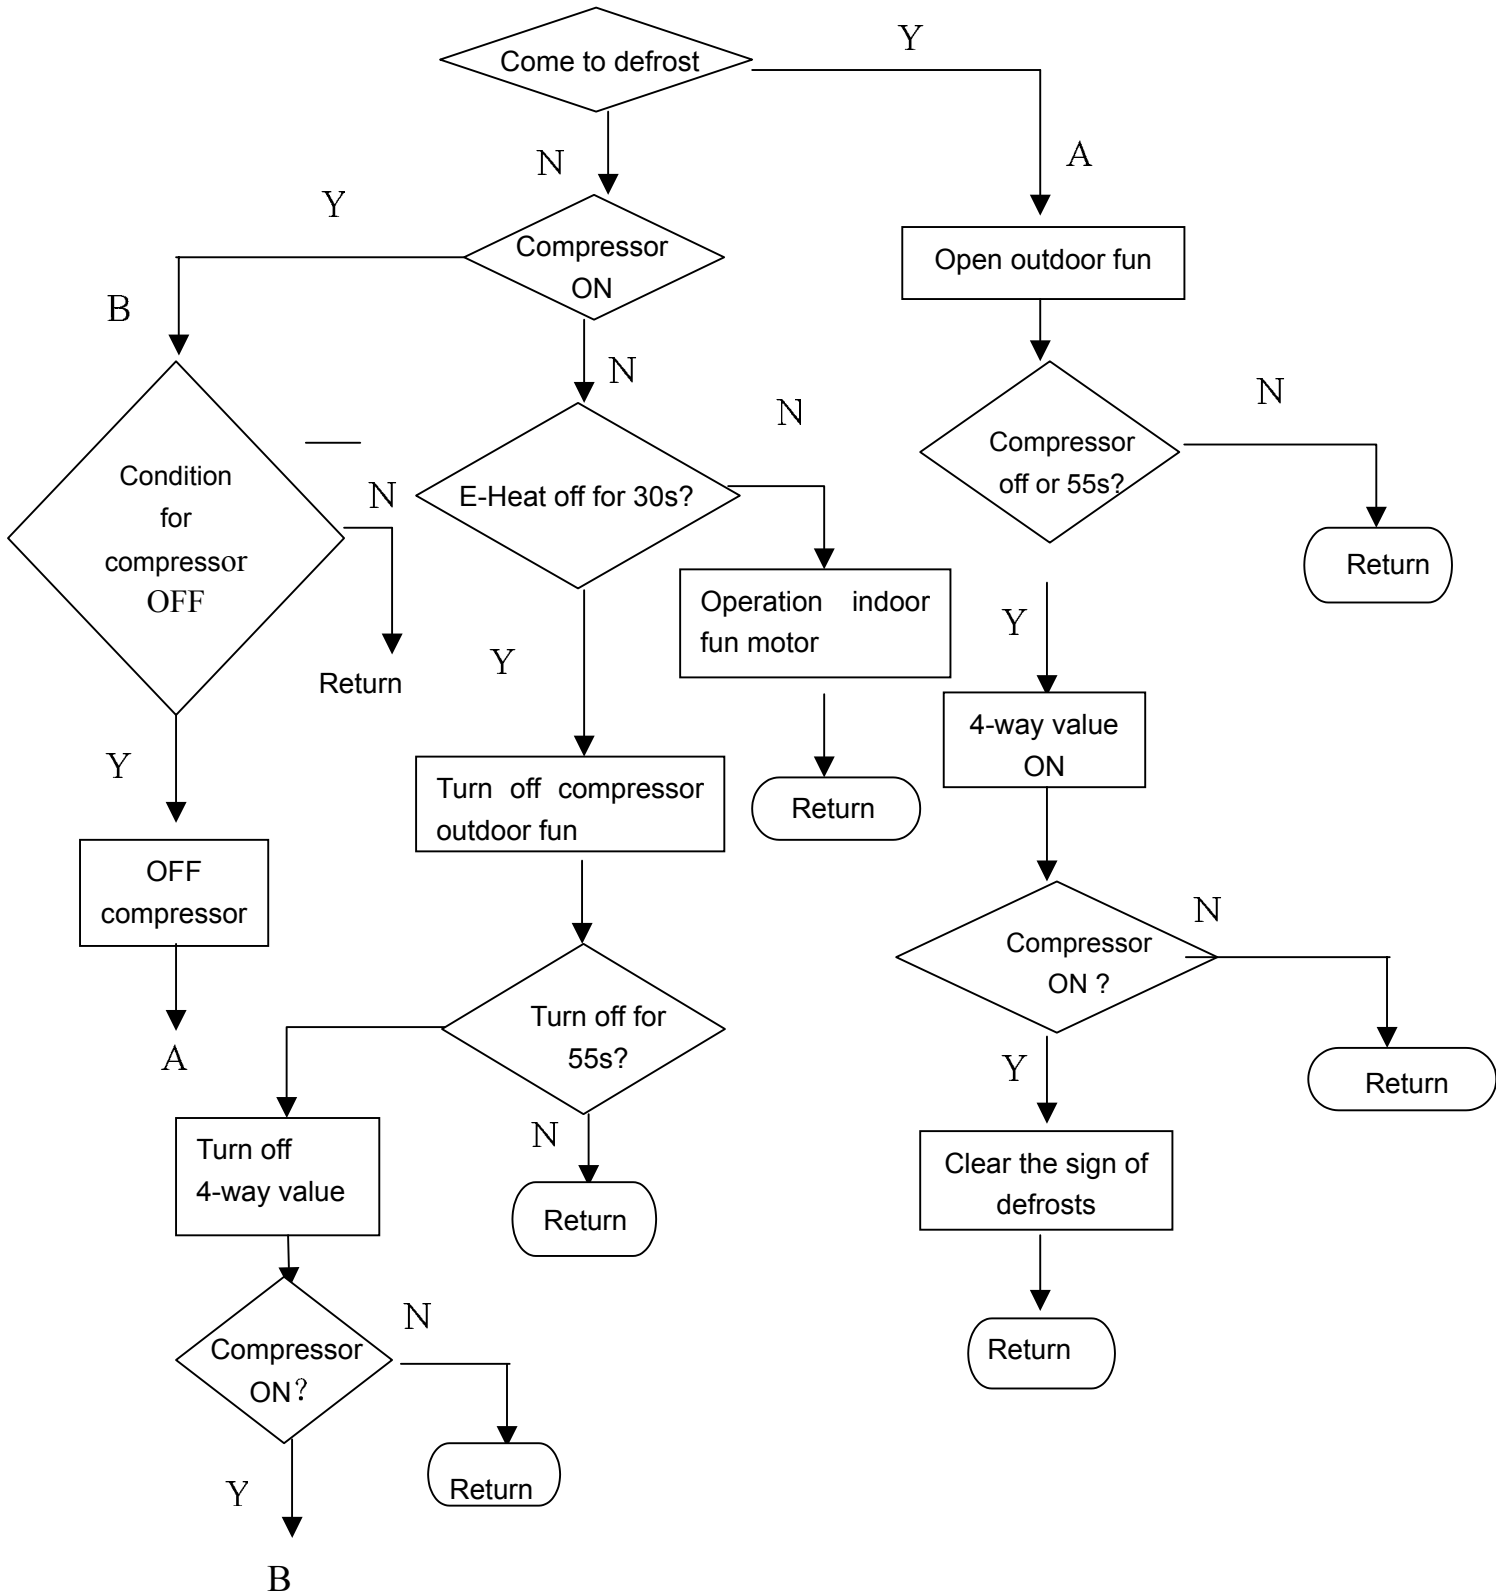 Come to defrost
Y
N
A
Y
Compressor
ON
Open outdoor fun
B
N
N
N
Condition
for
compressor
OFF
N
E-Heat off for 30s?
Compressor
off or 55s?
Return
Operation indoor
fun motor
Y
Y
Return
4-way value
ON
Y
Turn off compressor
outdoor fun
Return
OFF
compressor
N
Compressor
ON ?
A
Turn off for
55s?
Y
Return
N
Turn off
4-way value
Clear the sign of
defrosts
Return
N
Compressor
ON?
Return
Y
Return
B